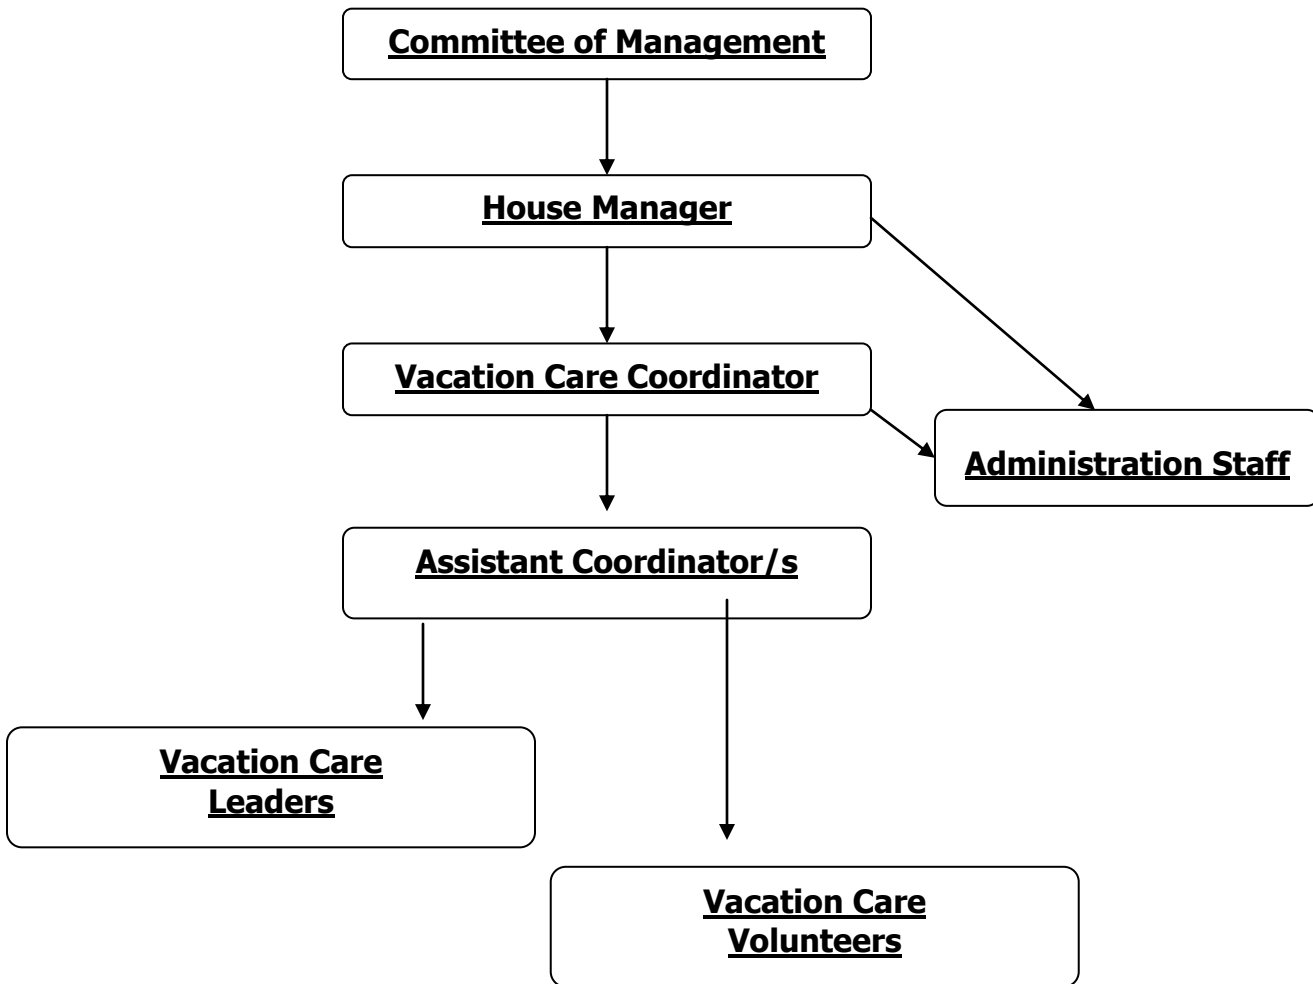 Committee of Management
House Manager
Vacation Care Coordinator
Administration Staff
Assistant Coordinator/s
Vacation Care
Leaders
Vacation Care
Volunteers